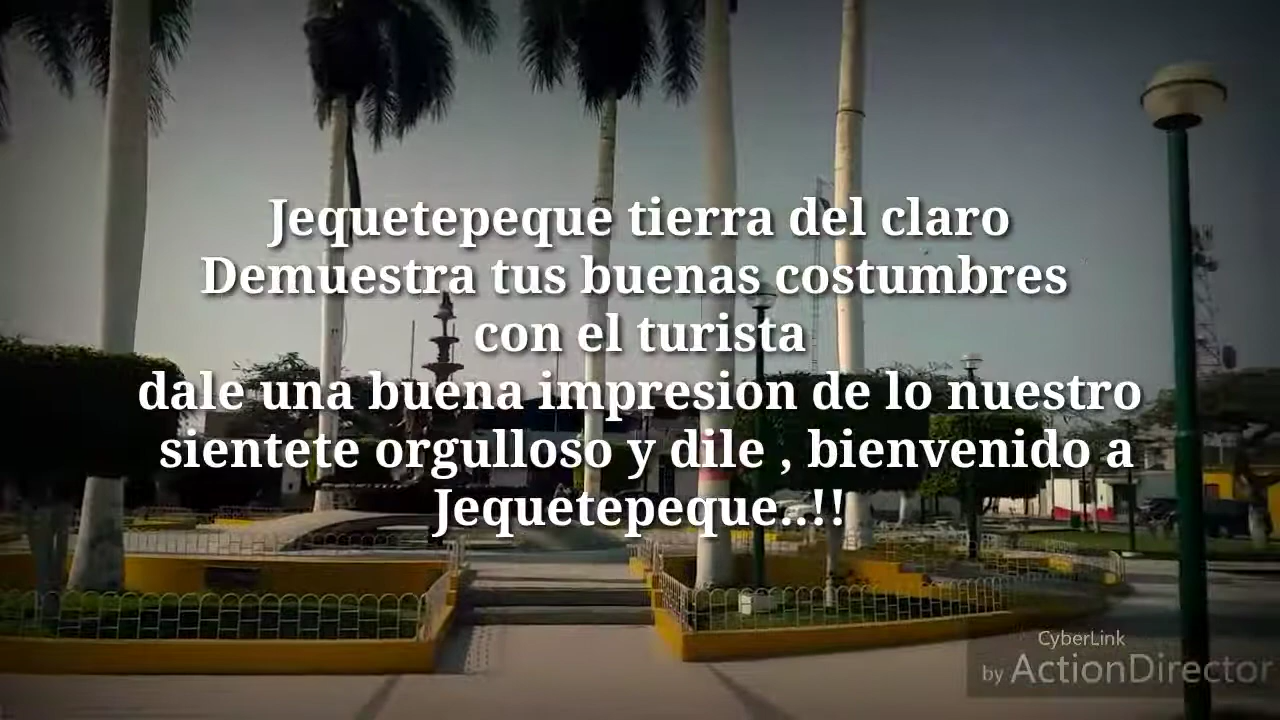 Jequetepeque tierra del claro
Demuestra tus buenas costumbres
con el turista
dale una buena impresion de lo nuestro
sientete orgulloso y dile , bienvenido a
Jequetepeque..!!
CyberLink
by ActionDirector